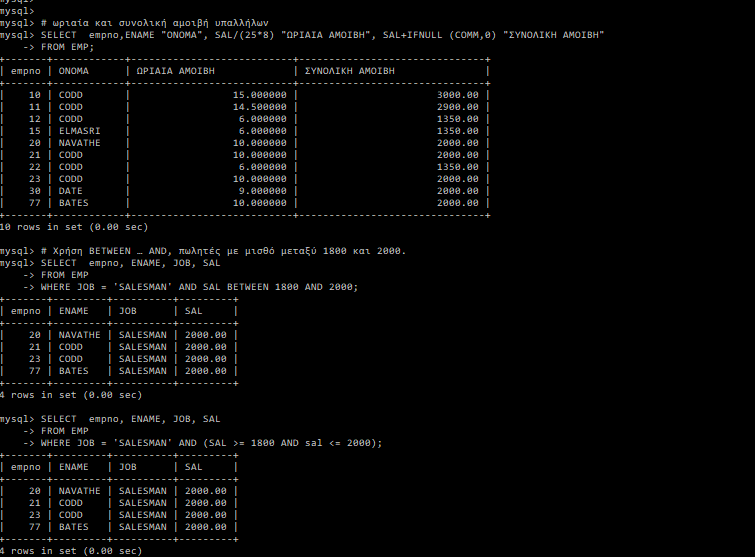 mysql>
mysql>
mysql> # ωριαία και συνολική αμοιβή υπαλλήλων
mysql> SELECT  empno,ENAME "ΟΝΟΜΑ", SAL/(25*8) "ΩΡΙΑΙΑ ΑΜΟΙΒΗ", SAL+IFNULL (COMM,0) "ΣΥΝΟΛΙΚΗ ΑΜΟΙΒΗ"
    -> FROM EMP;
+-------+---------+---------------------------+-------------------------------+
| empno | ΟΝΟΜΑ | ΩΡΙΑΙΑ ΑΜΟΙΒΗ | ΣΥΝΟΛΙΚΗ ΑΜΟΙΒΗ |
+-------+---------+---------------------------+-------------------------------+
| 10 | CODD | 15.000000 | 3000.00 |
| 11 | CODD | 14.500000 | 2900.00 |
| 12 | CODD | 6.000000 | 1350.00 |
| 15 | ELMASRI | 6.000000 | 1350.00 |
| 20 | NAVATHE | 10.000000 | 2000.00 |
| 21 | CODD | 10.000000 | 2000.00 |
| 22 | CODD | 6.000000 | 1350.00 |
| 23 | CODD | 10.000000 | 2000.00 |
| 30 | DATE | 9.000000 | 2000.00 |
| 77 | BATES | 10.000000 | 2000.00 |
+-------+---------+---------------------------+-------------------------------+
10 rows in set (0.00 sec)
mysql> # Χρήση BETWEEN … AND, πωλητές με μισθό μεταξύ 1800 και 2000.
mysql> SELECT  empno, ENAME, JOB, SAL
    -> FROM EMP
    -> WHERE JOB = 'SALESMAN' AND SAL BETWEEN 1800 AND 2000;
+-------+---------+----------+---------+
| empno | ENAME | JOB | SAL |
+-------+---------+----------+---------+
| 20 | NAVATHE | SALESMAN | 2000.00 |
| 21 | CODD | SALESMAN | 2000.00 |
| 23 | CODD | SALESMAN | 2000.00 |
| 77 | BATES | SALESMAN | 2000.00 |
+-------+---------+----------+---------+
4 rows in set (0.00 sec)
mysql> SELECT  empno, ENAME, JOB, SAL
    -> FROM EMP
    -> WHERE JOB = 'SALESMAN' AND (SAL >= 1800 AND sal <= 2000);
+-------+---------+----------+---------+
| empno | ENAME | JOB | SAL |
+-------+---------+----------+---------+
| 20 | NAVATHE | SALESMAN | 2000.00 |
| 21 | CODD | SALESMAN | 2000.00 |
| 23 | CODD | SALESMAN | 2000.00 |
| 77 | BATES | SALESMAN | 2000.00 |
+-------+---------+----------+---------+
4 rows in set (0.00 sec)